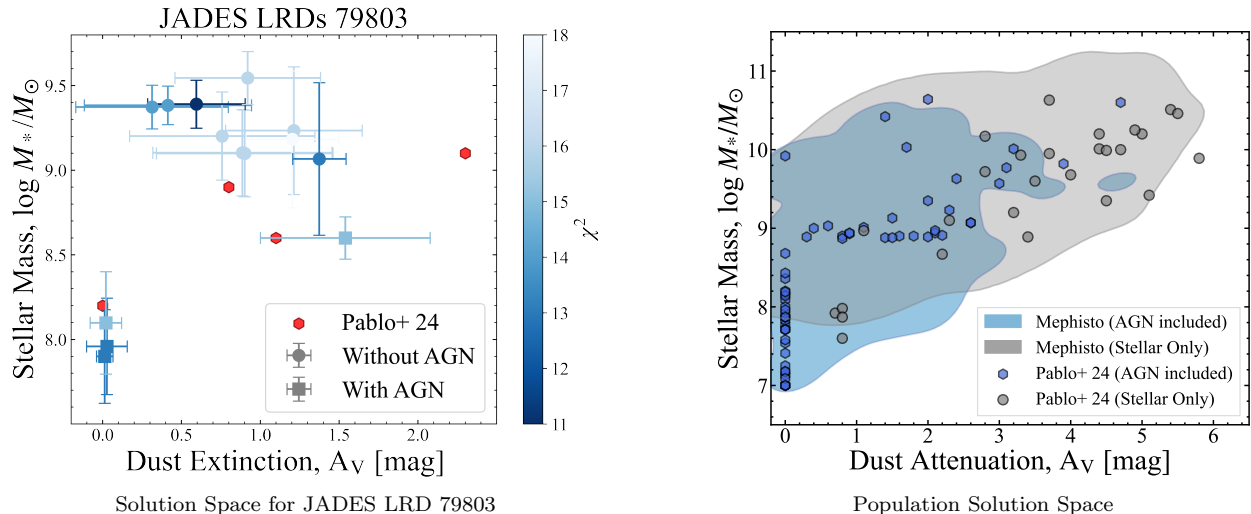 JADES LRDs 79803
Stellar Mass, log M*/M⊙
9.5
9.0
8.5
8.0
0.0 0.5 1.0 1.5 2.0
Dust Extinction, A_V [mag]
Pablo+ 24
Without AGN
With AGN
18
17
16
15
14
13
12
11
χ²
Solution Space for JADES LRD 79803
Stellar Mass, log M*/M⊙
11
10
9
8
7
0 1 2 3 4 5 6
Dust Attenuation, A_V [mag]
Mephisto (AGN included)
Mephisto (Stellar Only)
Pablo+ 24 (AGN included)
Pablo+ 24 (Stellar Only)
Population Solution Space